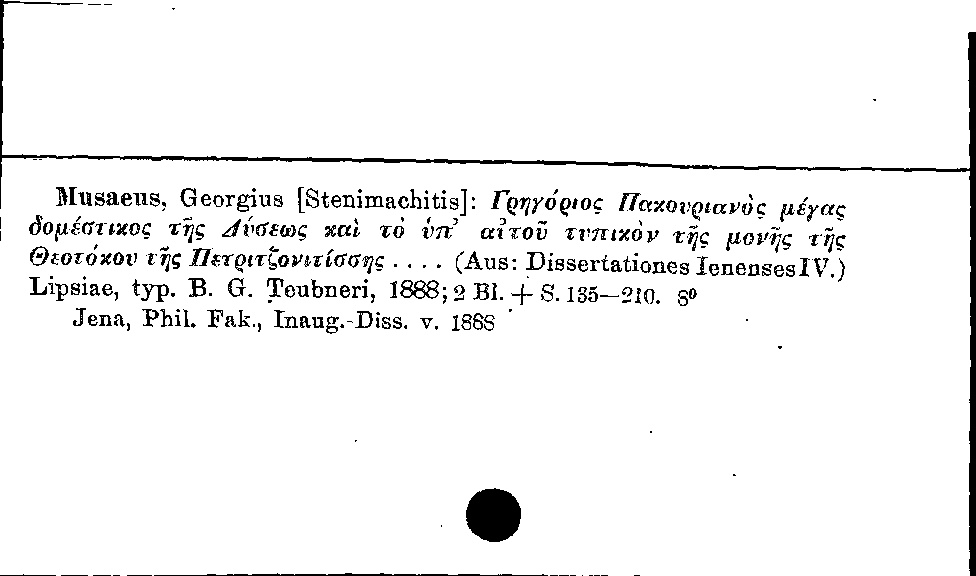 Musaeus, Georgius [Stenimachitis]: Γρηγόριος Πακουριανὸς μέγας
δομέστικος τῆς Δύσεως καὶ τὸ ὑπ' αὐτοῦ τυπικὸν τῆς μονῆς τῆς
Θεοτόκου τῆς Πετριτζονιτίσσης .... (Aus: Dissertationes Ienenses IV.)
Lipsiae, typ. B. G. Teubneri, 1888; 2 Bl. + S. 135—210. 8⁰
Jena, Phil. Fak., Inaug.-Diss. v. 1888